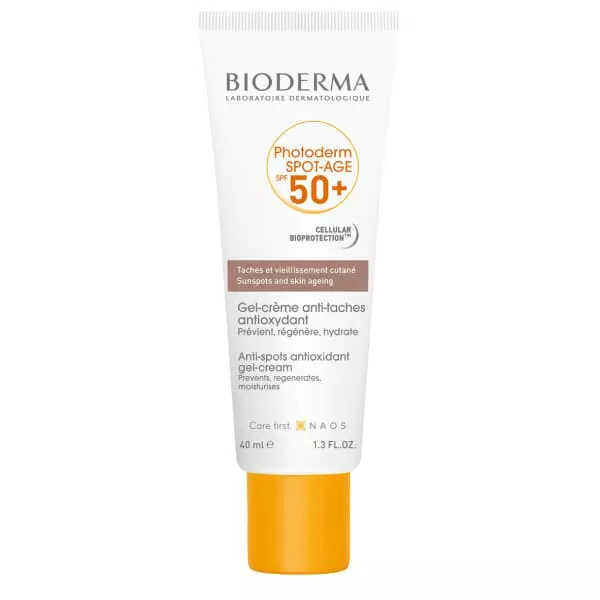 BIODERMA
LABORATOIRE DERMATOLOGIQUE
Photoderm
SPOT-AGE
SPF 50+
CELLULAR
BIOPROTECTION™
Taches et vieillissement cutané
Sunspots and skin ageing
Gel-crème anti-taches
antioxydant
Prévient, régénère, hydrate
Anti-spots antioxidant
gel-cream
Prevents, regenerates,
moisturises
Care first. NAOS
40 ml ℮ 1.3 FL.OZ.